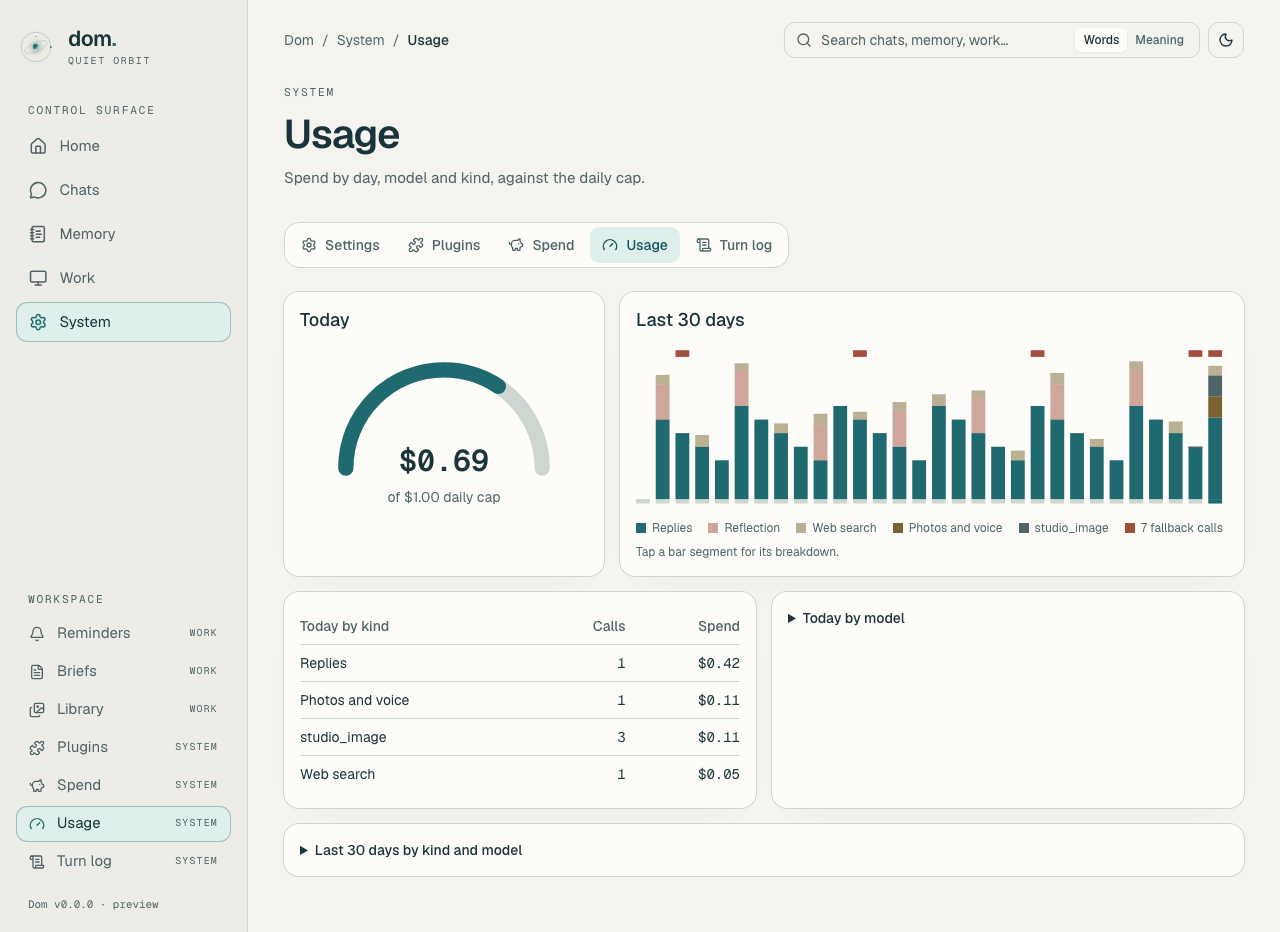 dom.
QUIET ORBIT
CONTROL SURFACE
Home
Chats
Memory
Work
System
WORKSPACE
Reminders WORK
Briefs WORK
Library WORK
Plugins SYSTEM
Spend SYSTEM
Usage SYSTEM
Turn log SYSTEM
Dom v0.0.0 · preview
Dom / System / Usage
Search chats, memory, work… Words Meaning
SYSTEM
Usage
Spend by day, model and kind, against the daily cap.
Settings Plugins Spend Usage Turn log
Today
$0.69
of $1.00 daily cap
Last 30 days
Replies Reflection Web search Photos and voice studio_image 7 fallback calls
Tap a bar segment for its breakdown.
Today by kind Calls Spend
Replies 1 $0.42
Photos and voice 1 $0.11
studio_image 3 $0.11
Web search 1 $0.05
Today by model
Last 30 days by kind and model